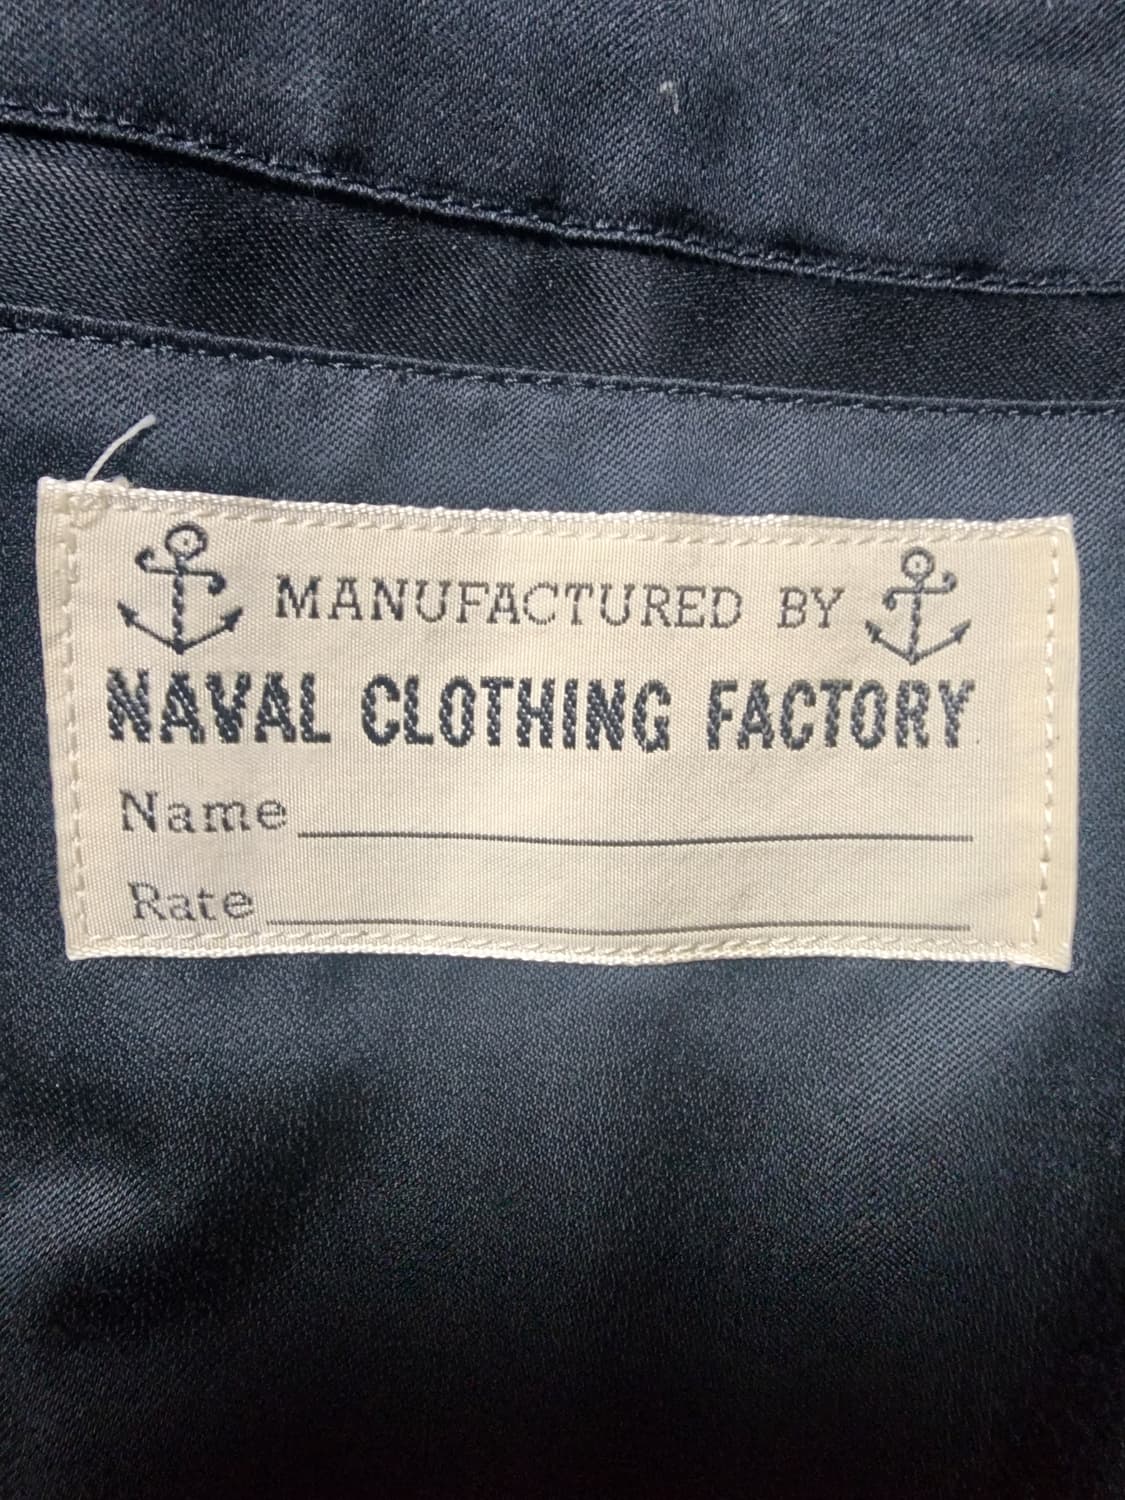 MANUFACTURED BY
NAVAL CLOTHING FACTORY
Name
Rate